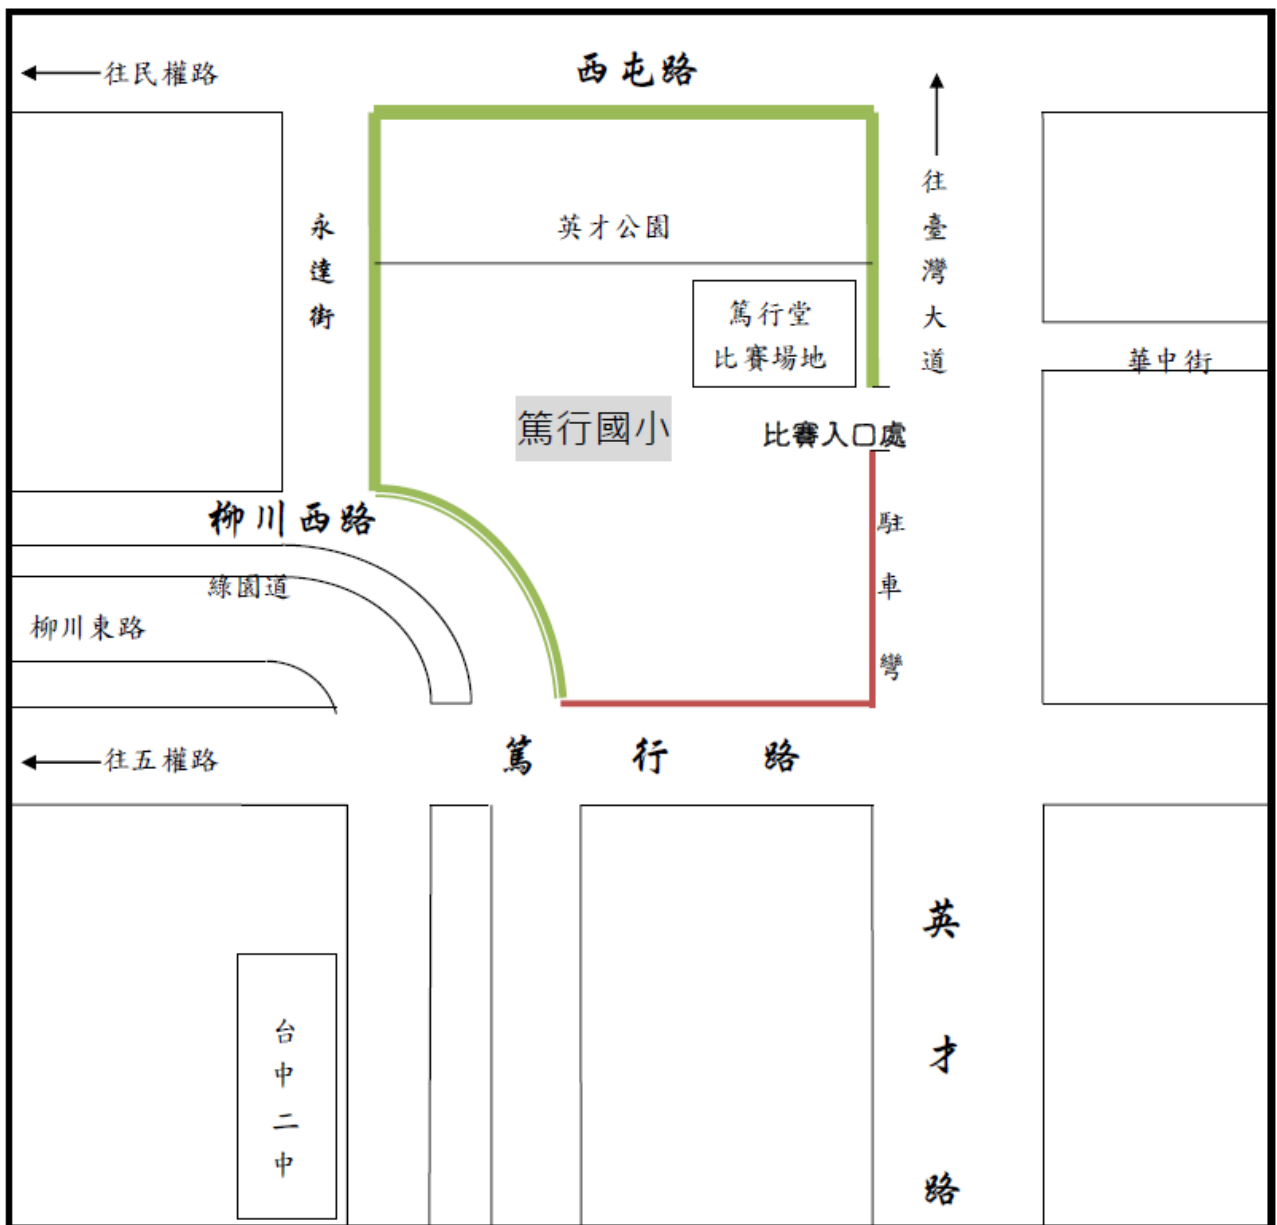 往民權路
西屯路
往臺灣大道
永達街
英才公園
篤行堂
比賽場地
華中街
篤行國小
比賽入口處
柳川西路
駐車彎
綠園道
柳川東路
往五權路
篤行路
英才路
台中二中